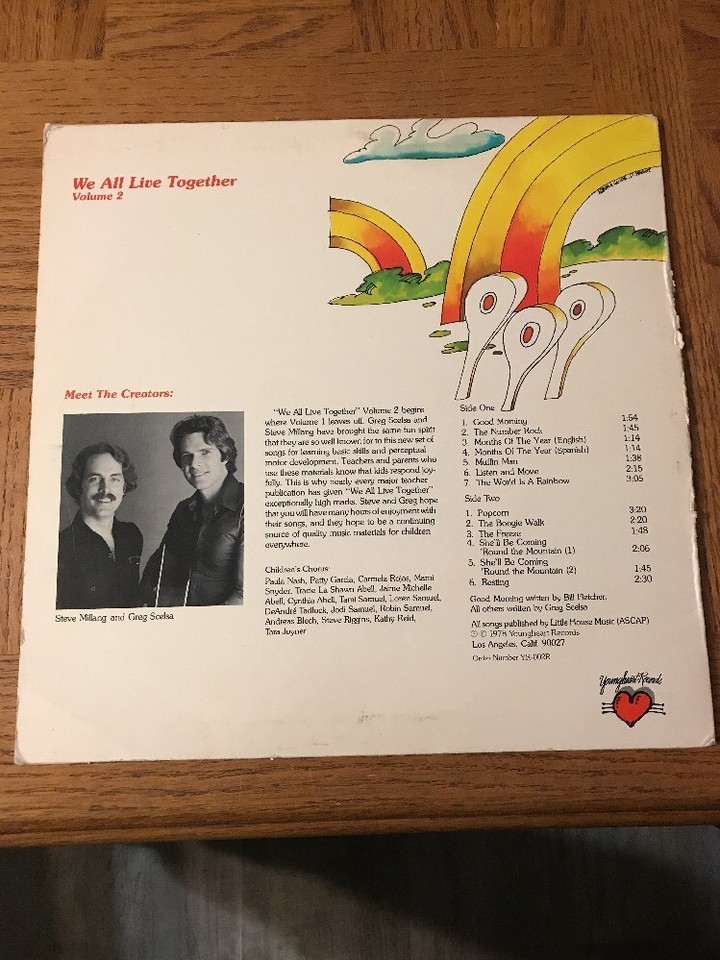 We All Live Together
Volume 2
Meet The Creators:
Steve Millang and Greg Scelsa
"We All Live Together" Volume 2 begins
where Volume 1 leaves off. Greg Scelsa and
Steve Millang have brought the same fun spirit
that they are so well known for to this new set of
songs for learning basic skills and perceptual
motor development. Teachers and parents who
use these materials know that kids respond joy-
fully. This is why nearly every major teacher
publication has given "We All Live Together"
exceptionally high marks. Steve and Greg hope
that you will have many hours of enjoyment with
their songs, and they hope to be a continuing
source of quality music materials for children
everywhere.
Children's Chorus:
Paula Nash, Patty Garcia, Carmela Rojas, Mami
Snyder, Tracie La Shawn Abell, Jaime Michelle
Abell, Cynthia Abell, Tami Samuel, Loren Samuel,
DeAndré Tadlock, Jodi Samuel, Robin Samuel,
Andreas Blech, Steve Riggins, Kathy Reid,
Tara Joyner
Side One
1. Good Morning 1:54
2. The Number Rock 1:45
3. Months Of The Year (English) 1:14
4. Months Of The Year (Spanish) 1:14
5. Muffin Man 1:38
6. Listen and Move 2:15
7. The World Is A Rainbow 3:05
Side Two
1. Popcorn 3:20
2. The Boogie Walk 2:20
3. The Freeze 1:48
4. She'll Be Coming
'Round the Mountain (1) 2:06
5. She'll Be Coming
'Round the Mountain (2) 1:45
6. Resting 2:30
Good Morning written by Bill Fletcher.
All others written by Greg Scelsa
All songs published by Little House Music (ASCAP)
℗ © 1978 Youngheart Records
Los Angeles, Calif. 90027
Order Number YR-002R
Youngheart Records